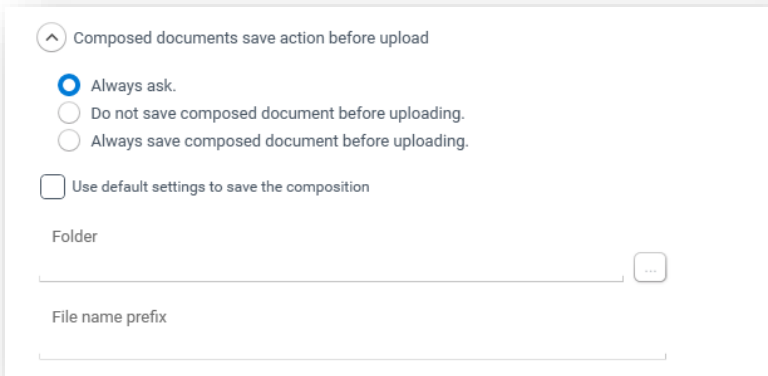 Composed documents save action before upload
Always ask.
Do not save composed document before uploading.
Always save composed document before uploading.
Use default settings to save the composition
Folder
...
File name prefix